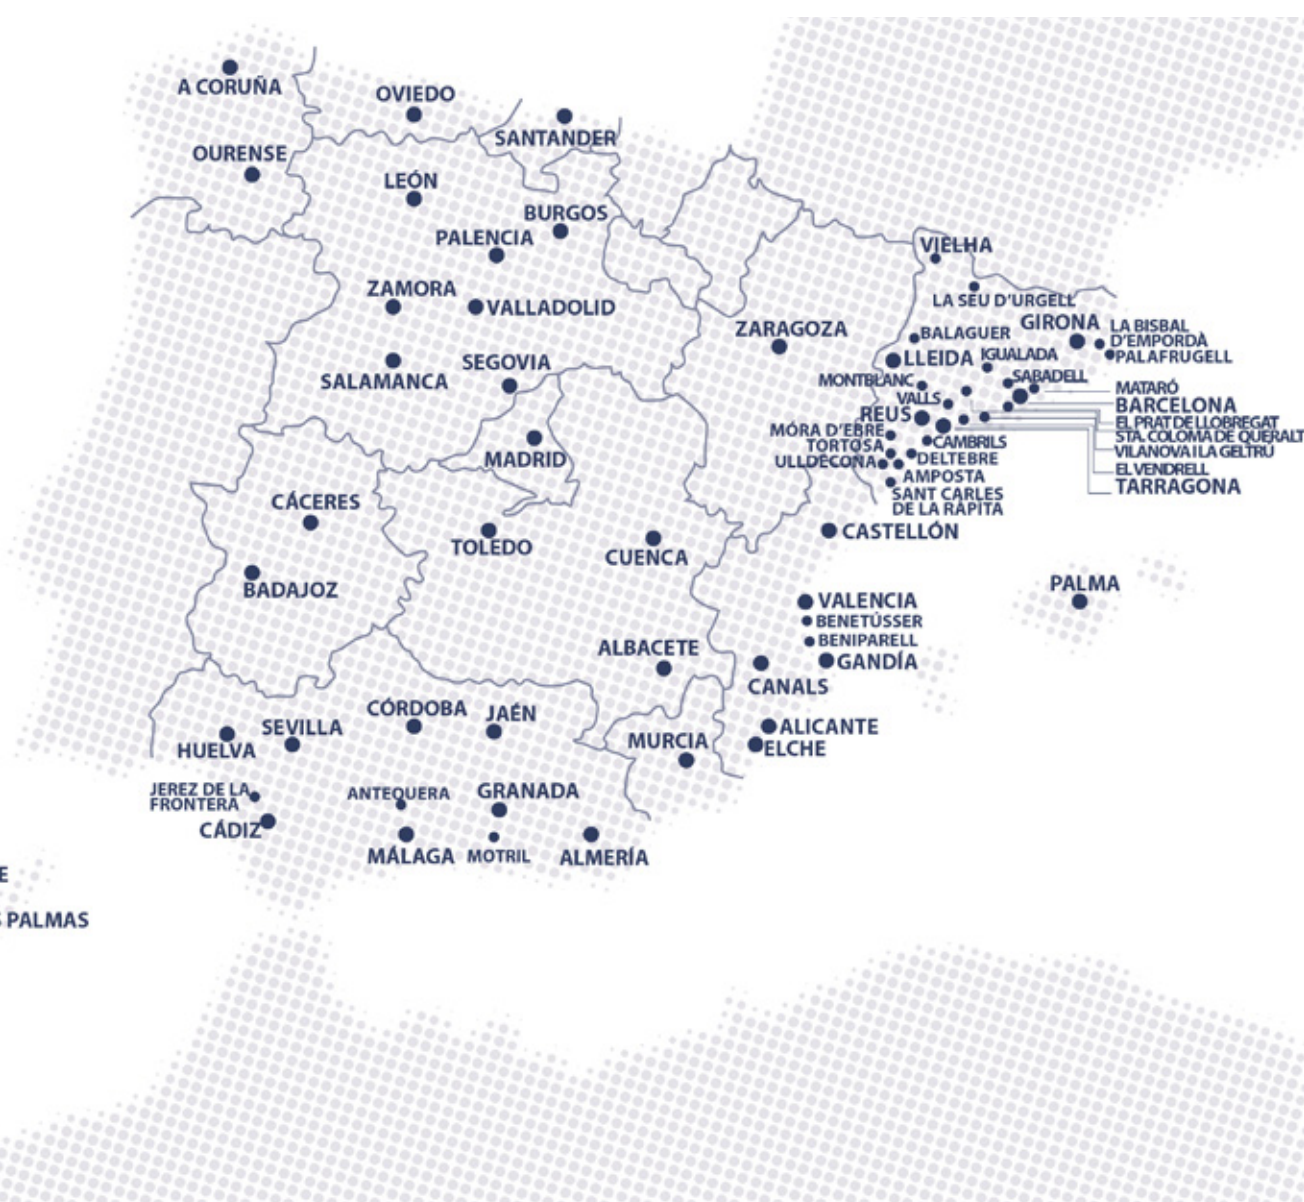 A CORUÑA
OVIEDO
SANTANDER
OURENSE
LEÓN
BURGOS
PALENCIA
VIELHA
ZAMORA
VALLADOLID
LA SEU D'URGELL
GIRONA
LA BISBAL
D'EMPORDÀ
PALAFRUGELL
ZARAGOZA
BALAGUER
LLEIDA
IGUALADA
SEGOVIA
SALAMANCA
MONTBLANC
SABADELL
MATARÓ
VALLS
BARCELONA
REUS
EL PRAT DE LLOBREGAT
MÓRA D'EBRE
STA. COLOMA DE QUERALT
TORTOSA
CAMBRILS
VILANOVA I LA GELTRÚ
ULLDECONA
DELTEBRE
EL VENDRELL
AMPOSTA
TARRAGONA
SANT CARLES
DE LA RÀPITA
MADRID
CÁCERES
TOLEDO
CUENCA
CASTELLÓN
BADAJOZ
PALMA
VALENCIA
BENETÚSSER
BENIPARELL
ALBACETE
GANDÍA
CANALS
CÓRDOBA
JAÉN
SEVILLA
HUELVA
MURCIA
ALICANTE
ELCHE
JEREZ DE LA
FRONTERA
ANTEQUERA
GRANADA
CÁDIZ
MÁLAGA
MOTRIL
ALMERÍA
E
S PALMAS